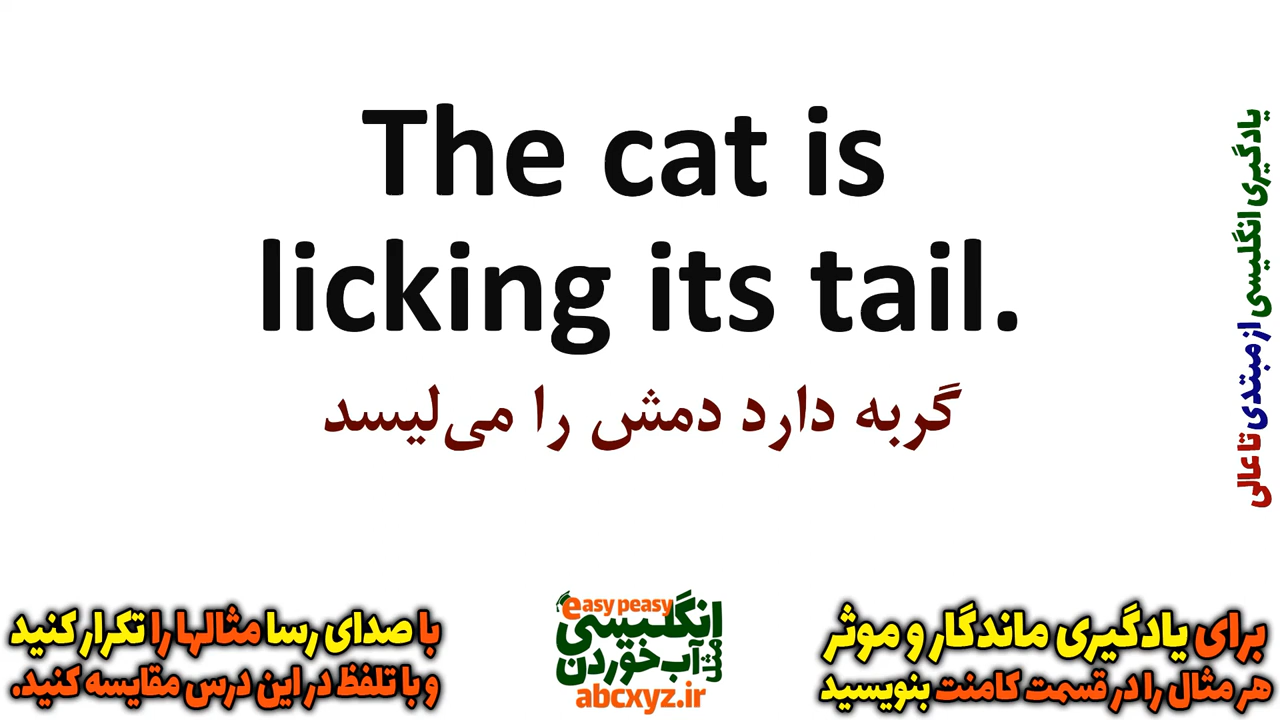 The cat is
licking its tail.
گربه دارد دمش را می‌لیسد
یادگیری انگلیسی از مبتدی تا عالی
برای یادگیری ماندگار و موثر
هر مثال را در قسمت کامنت بنویسید
easy peasy
انگلیسی
مثل آب خوردن
abcxyz.ir
با صدای رسا مثالها را تکرار کنید
و با تلفظ در این درس مقایسه کنید.